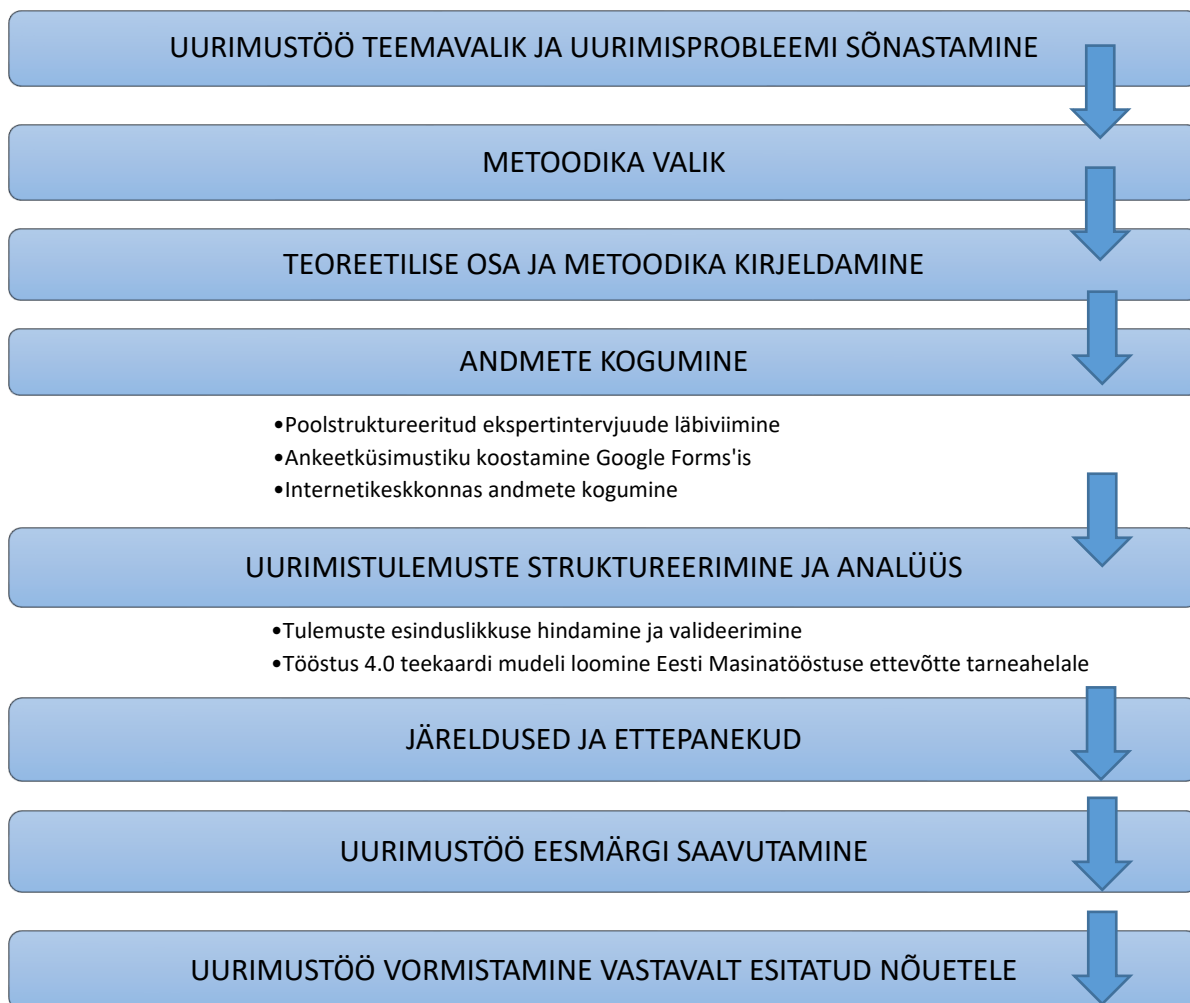 UURIMUSTÖÖ TEEMAVALIK JA UURIMISPROBLEEMI SÕNASTAMINE
METOODIKA VALIK
TEOREETILISE OSA JA METOODIKA KIRJELDAMINE
ANDMETE KOGUMINE
•Poolstruktureeritud ekspertintervjuude läbiviimine
•Ankeetküsimustiku koostamine Google Forms'is
•Internetikeskkonnas andmete kogumine
UURIMISTULEMUSTE STRUKTUREERIMINE JA ANALÜÜS
•Tulemuste esinduslikkuse hindamine ja valideerimine
•Tööstus 4.0 teekaardi mudeli loomine Eesti Masinatööstuse ettevõtte tarneahelale
JÄRELDUSED JA ETTEPANEKUD
UURIMUSTÖÖ EESMÄRGI SAAVUTAMINE
UURIMUSTÖÖ VORMISTAMINE VASTAVALT ESITATUD NÕUETELE